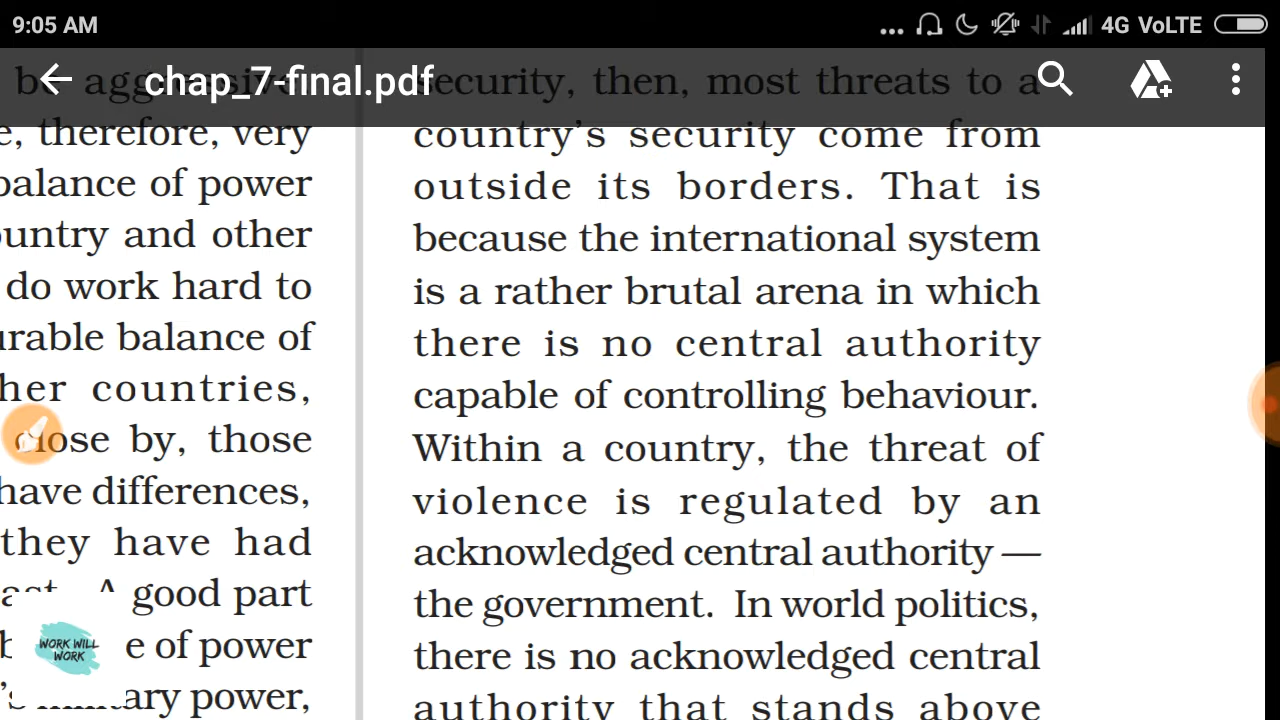 9:05 AM
4G VoLTE
chap_7-final.pdf
be aggressive
e, therefore, very
balance of power
ountry and other
do work hard to
urable balance of
her countries,
close by, those
have differences,
they have had
ast. A good part
e of power
ary power,
WORK WILL
WORK
security, then, most threats to a
country's security come from
outside its borders. That is
because the international system
is a rather brutal arena in which
there is no central authority
capable of controlling behaviour.
Within a country, the threat of
violence is regulated by an
acknowledged central authority —
the government. In world politics,
there is no acknowledged central
authority that stands above